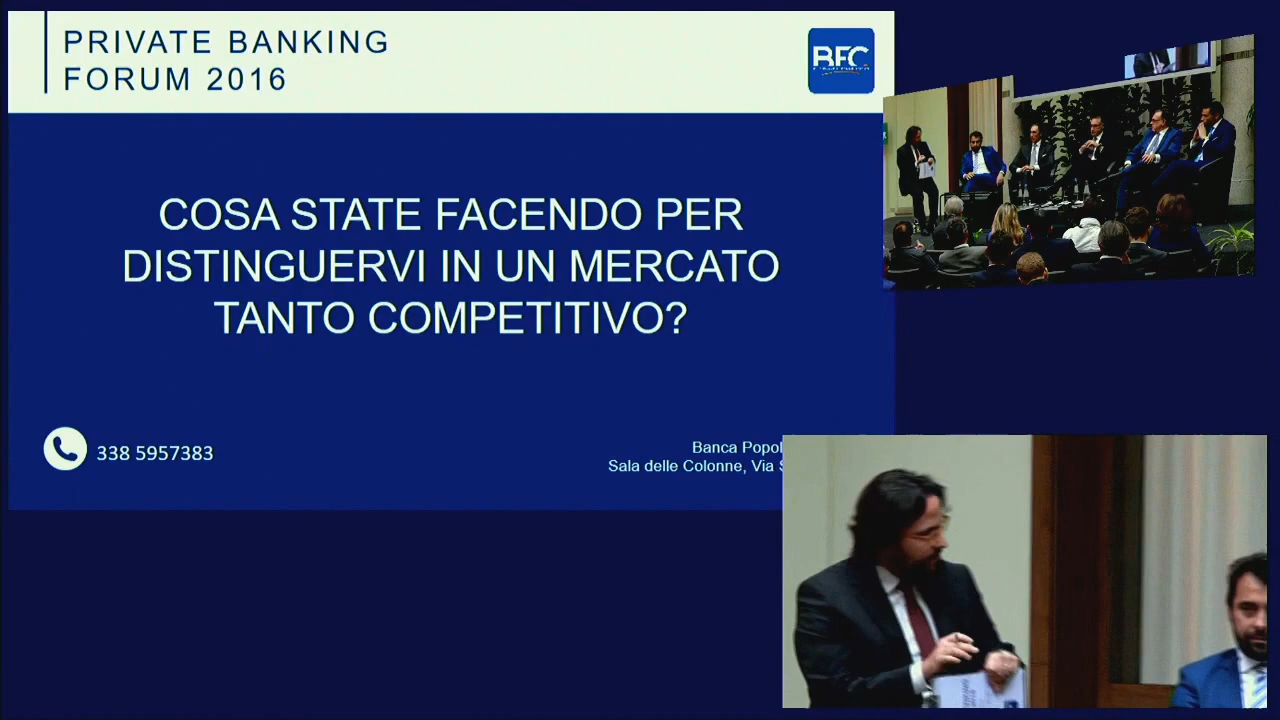 PRIVATE BANKING
FORUM 2016
BFC
COSA STATE FACENDO PER
DISTINGUERVI IN UN MERCATO
TANTO COMPETITIVO?
338 5957383
Banca
Sala delle Colonne, Via